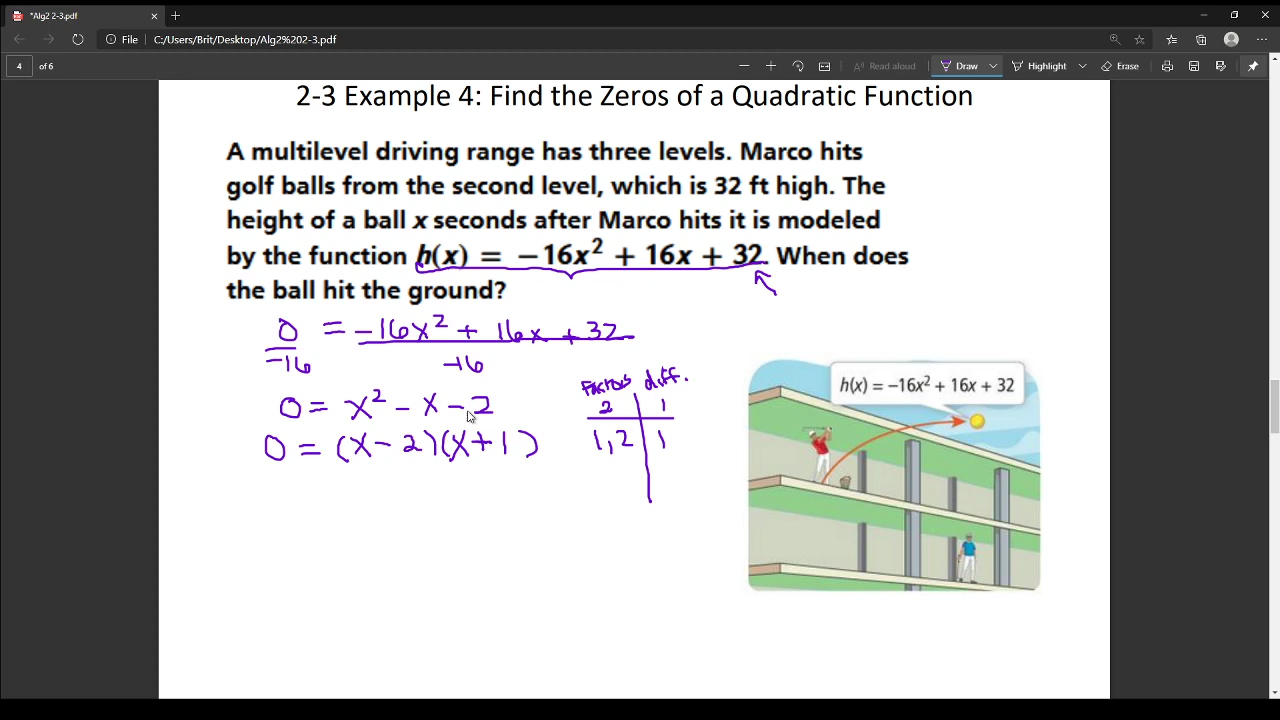 *Alg2 2-3.pdf
File C:/Users/Brit/Desktop/Alg2%202-3.pdf
4 of 6
Read aloud Draw Highlight Erase
2-3 Example 4: Find the Zeros of a Quadratic Function
A multilevel driving range has three levels. Marco hits
golf balls from the second level, which is 32 ft high. The
height of a ball x seconds after Marco hits it is modeled
by the function h(x) = −16x² + 16x + 32. When does
the ball hit the ground?
0 = −16x² + 16x + 32
−16 −16
0 = x² − x − 2
0 = (x − 2)(x + 1)
Factors diff.
2 1
1, 2 1
h(x) = −16x² + 16x + 32